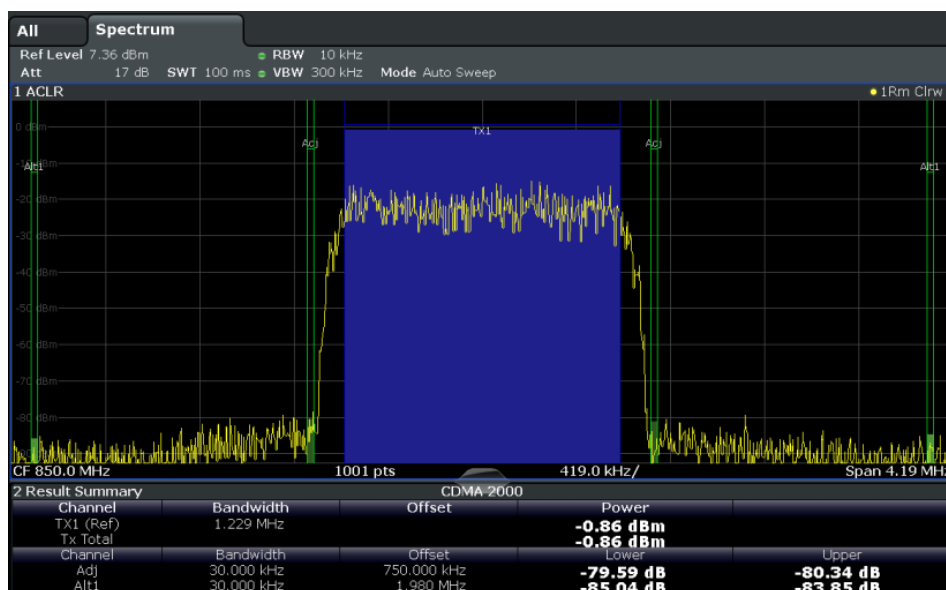 All Spectrum
Ref Level 7.36 dBm RBW 10 kHz
Att 17 dB SWT 100 ms VBW 300 kHz Mode Auto Sweep
1 ACLR 1Rm Clrw
0 dBm
TX1
Adj Adj
Alt1 Alt1
-20 dBm
-30 dBm
-40 dBm
-50 dBm
-60 dBm
-70 dBm
-80 dBm
CF 850.0 MHz 1001 pts 419.0 kHz/ Span 4.19 MHz
2 Result Summary CDMA 2000
Channel Bandwidth Offset Power
TX1 (Ref) 1.229 MHz -0.86 dBm
Tx Total -0.86 dBm
Channel Bandwidth Offset Lower Upper
Adj 30.000 kHz 750.000 kHz -79.59 dB -80.34 dB
Alt1 30.000 kHz 1.980 MHz -85.04 dB -83.85 dB